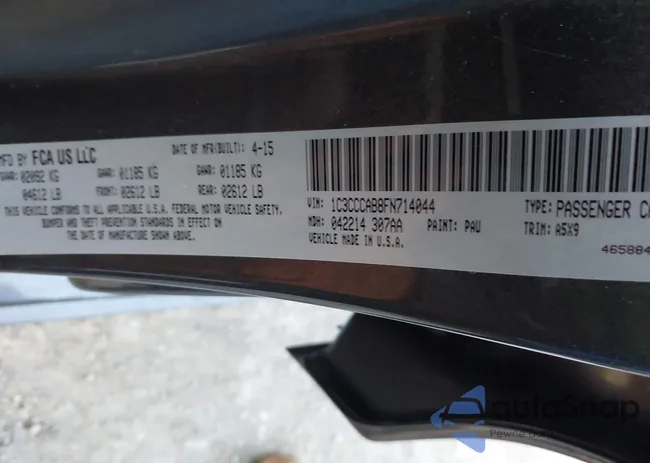 MFD BY FCA US LLC DATE OF MFR(BUILT): 4-15
GVWR: 02092 KG GAWR: 01185 KG GAWR: 01185 KG
04612 LB FRONT: 02612 LB REAR: 02612 LB
THIS VEHICLE CONFORMS TO ALL U.S.A. FEDERAL MOTOR VEHICLE SAFETY,
BUMPER AND THEFT PREVENTION STANDARDS IN EFFECT ON
DATE OF MANUFACTURE SHOWN ABOVE.
VIN: 1C3CCCAB8FN714044 TYPE: PASSENGER CA
MDH: 042214 307AA PAINT: PAU TRIM: A5X9
VEHICLE MADE IN U.S.A. 465884
autoSnap